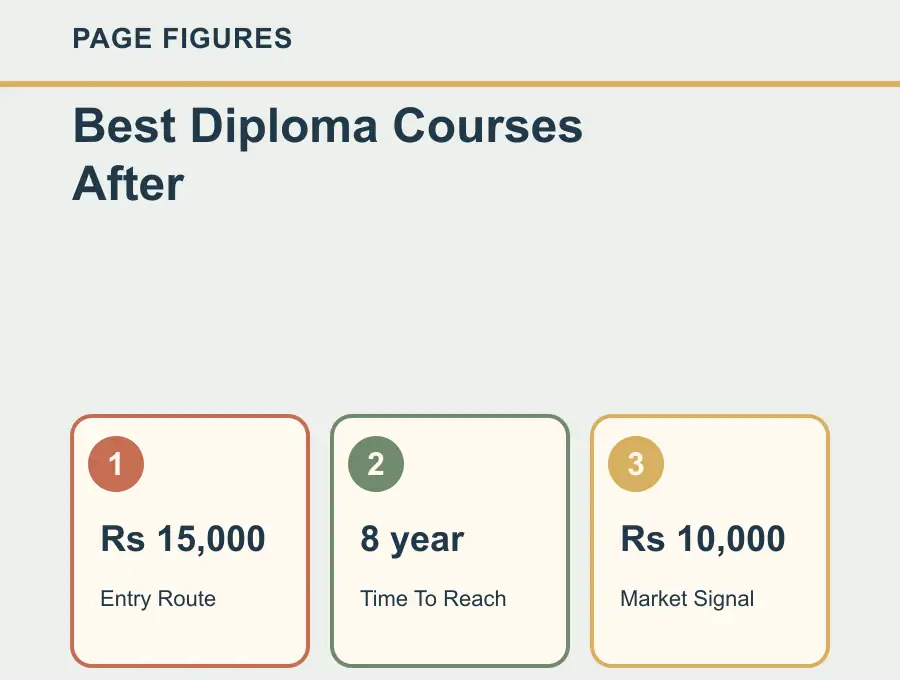 PAGE FIGURES
Best Diploma Courses
After
1
Rs 15,000
Entry Route
2
8 year
Time To Reach
3
Rs 10,000
Market Signal